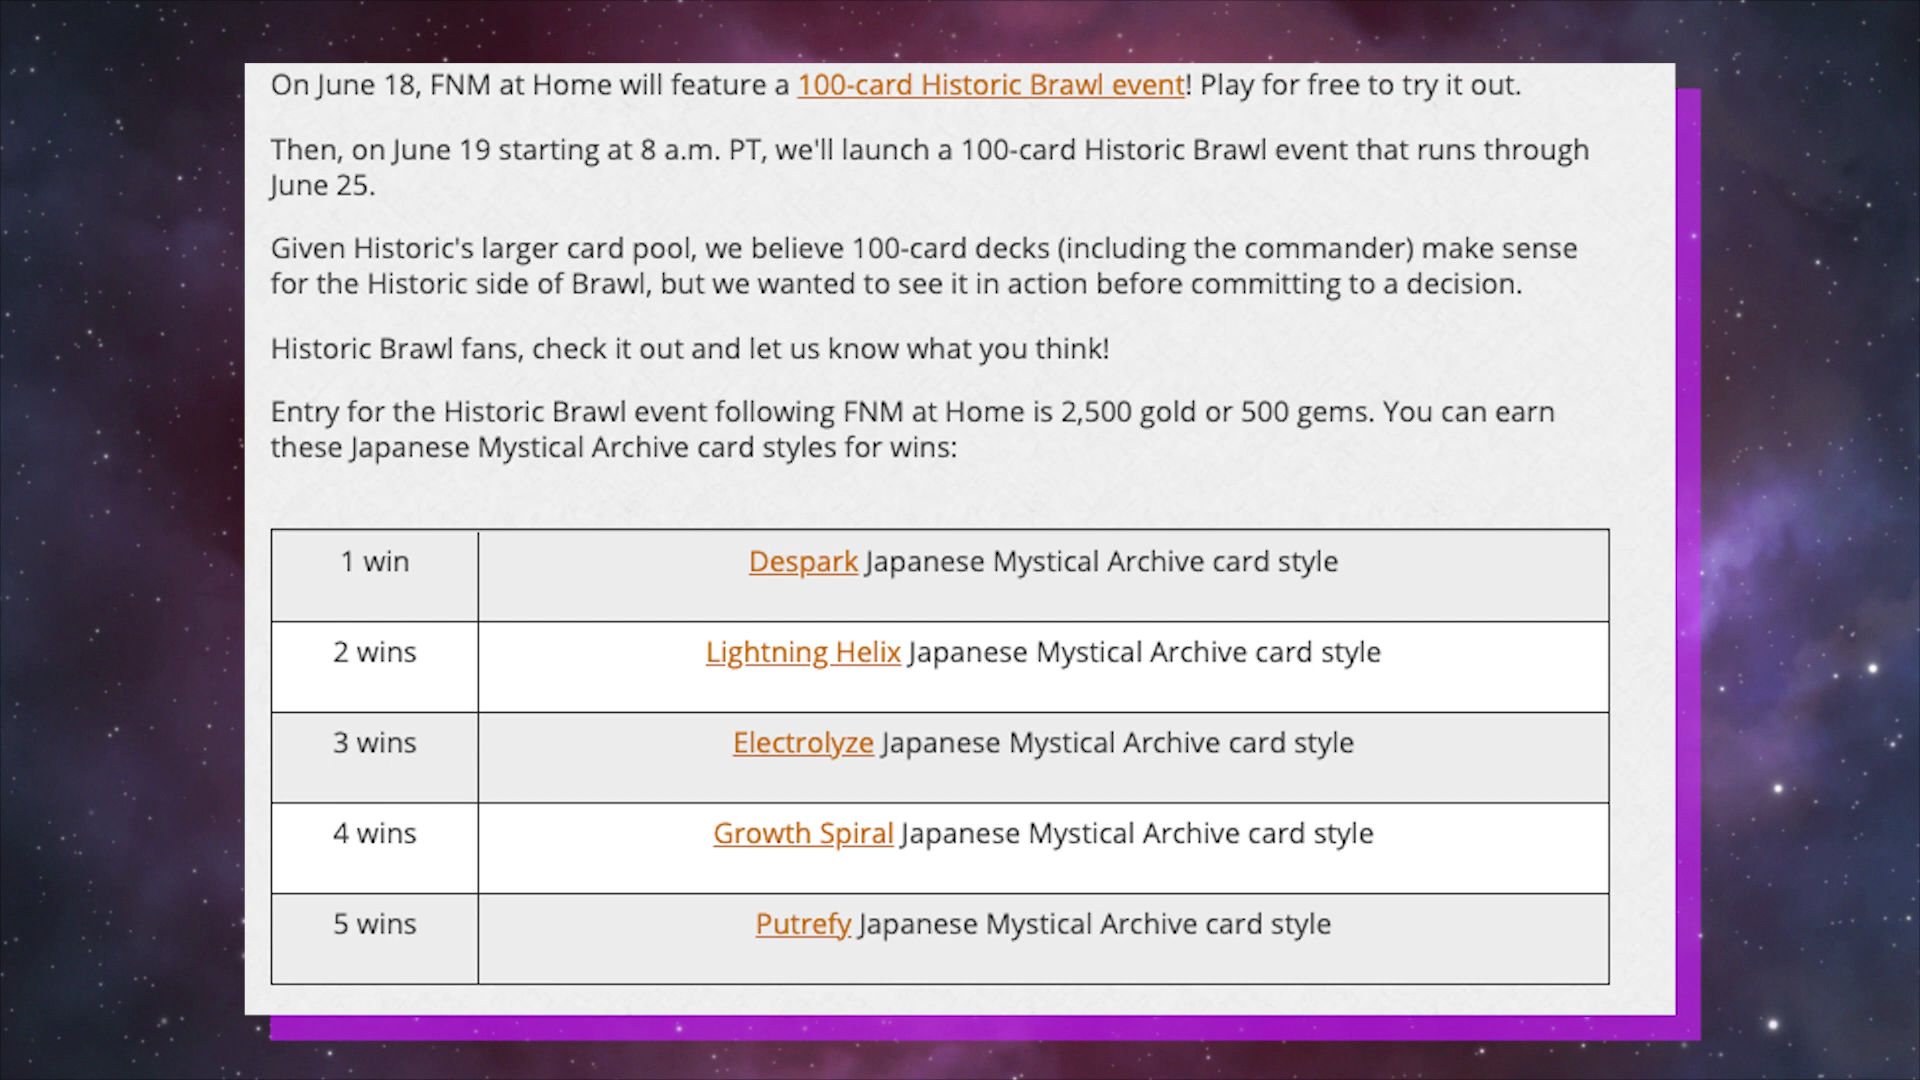 On June 18, FNM at Home will feature a 100-card Historic Brawl event! Play for free to try it out.
Then, on June 19 starting at 8 a.m. PT, we'll launch a 100-card Historic Brawl event that runs through
June 25.
Given Historic's larger card pool, we believe 100-card decks (including the commander) make sense
for the Historic side of Brawl, but we wanted to see it in action before committing to a decision.
Historic Brawl fans, check it out and let us know what you think!
Entry for the Historic Brawl event following FNM at Home is 2,500 gold or 500 gems. You can earn
these Japanese Mystical Archive card styles for wins:
1 win Despark Japanese Mystical Archive card style
2 wins Lightning Helix Japanese Mystical Archive card style
3 wins Electrolyze Japanese Mystical Archive card style
4 wins Growth Spiral Japanese Mystical Archive card style
5 wins Putrefy Japanese Mystical Archive card style